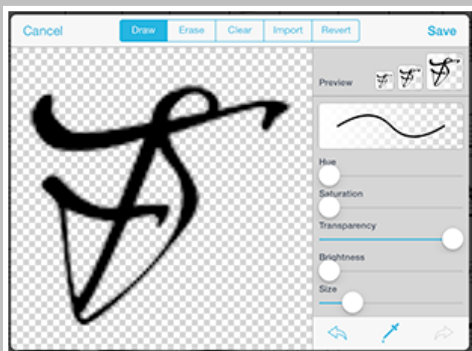 Cancel Draw Erase Clear Import Revert Save
Preview
Hue
Saturation
Transparency
Brightness
Size